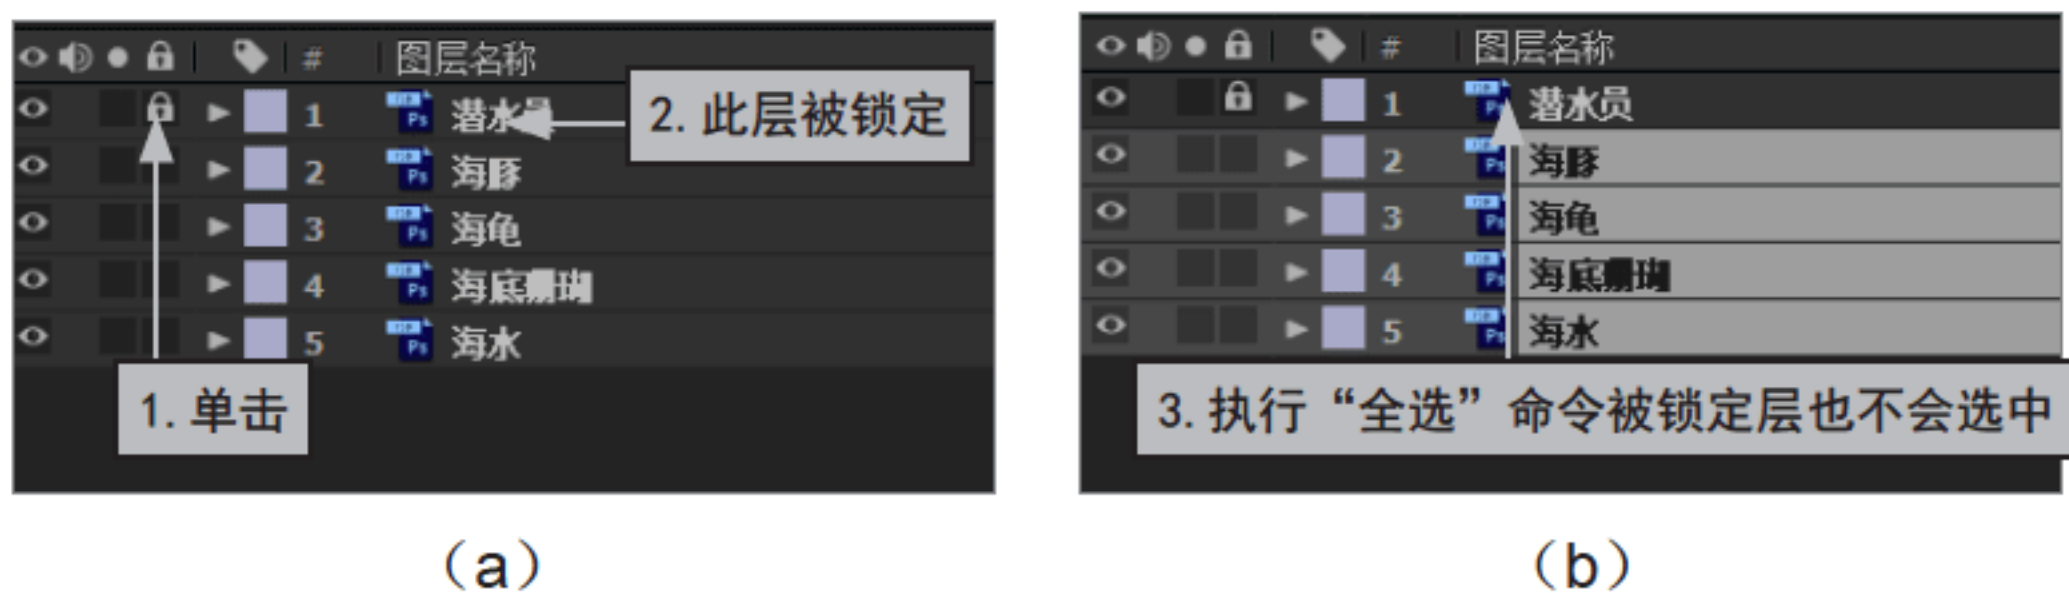 # 图层名称
1 潜水员
2. 此层被锁定
2 海豚
3 海龟
4 海底珊瑚
5 海水
1. 单击
(a)
# 图层名称
1 潜水员
2 海豚
3 海龟
4 海底珊瑚
5 海水
3. 执行“全选”命令被锁定层也不会选中
(b)